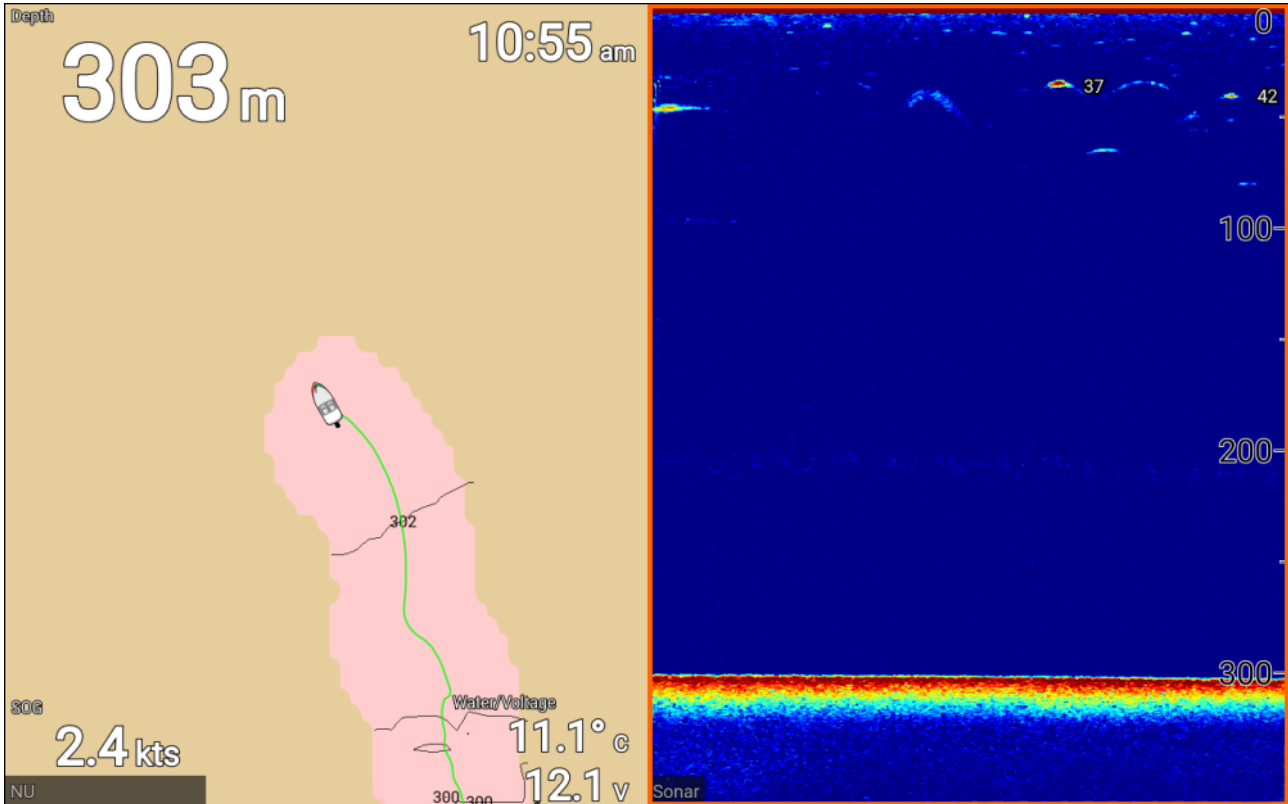 Depth
303 m
10:55 am
302
SOG
2.4 kts
Water/Voltage
11.1° c
12.1 v
NU
300 300
0
37
42
100
200
300
Sonar